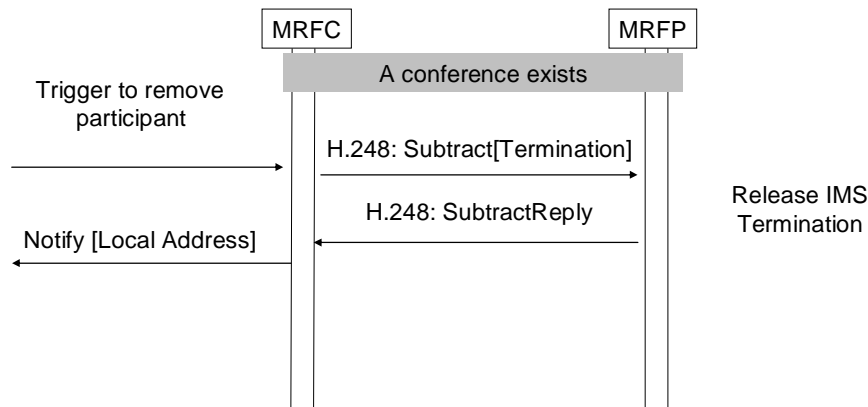 MRFC
MRFP
A conference exists
Trigger to remove
participant
H.248: Subtract[Termination]
H.248: SubtractReply
Release IMS
Termination
Notify [Local Address]